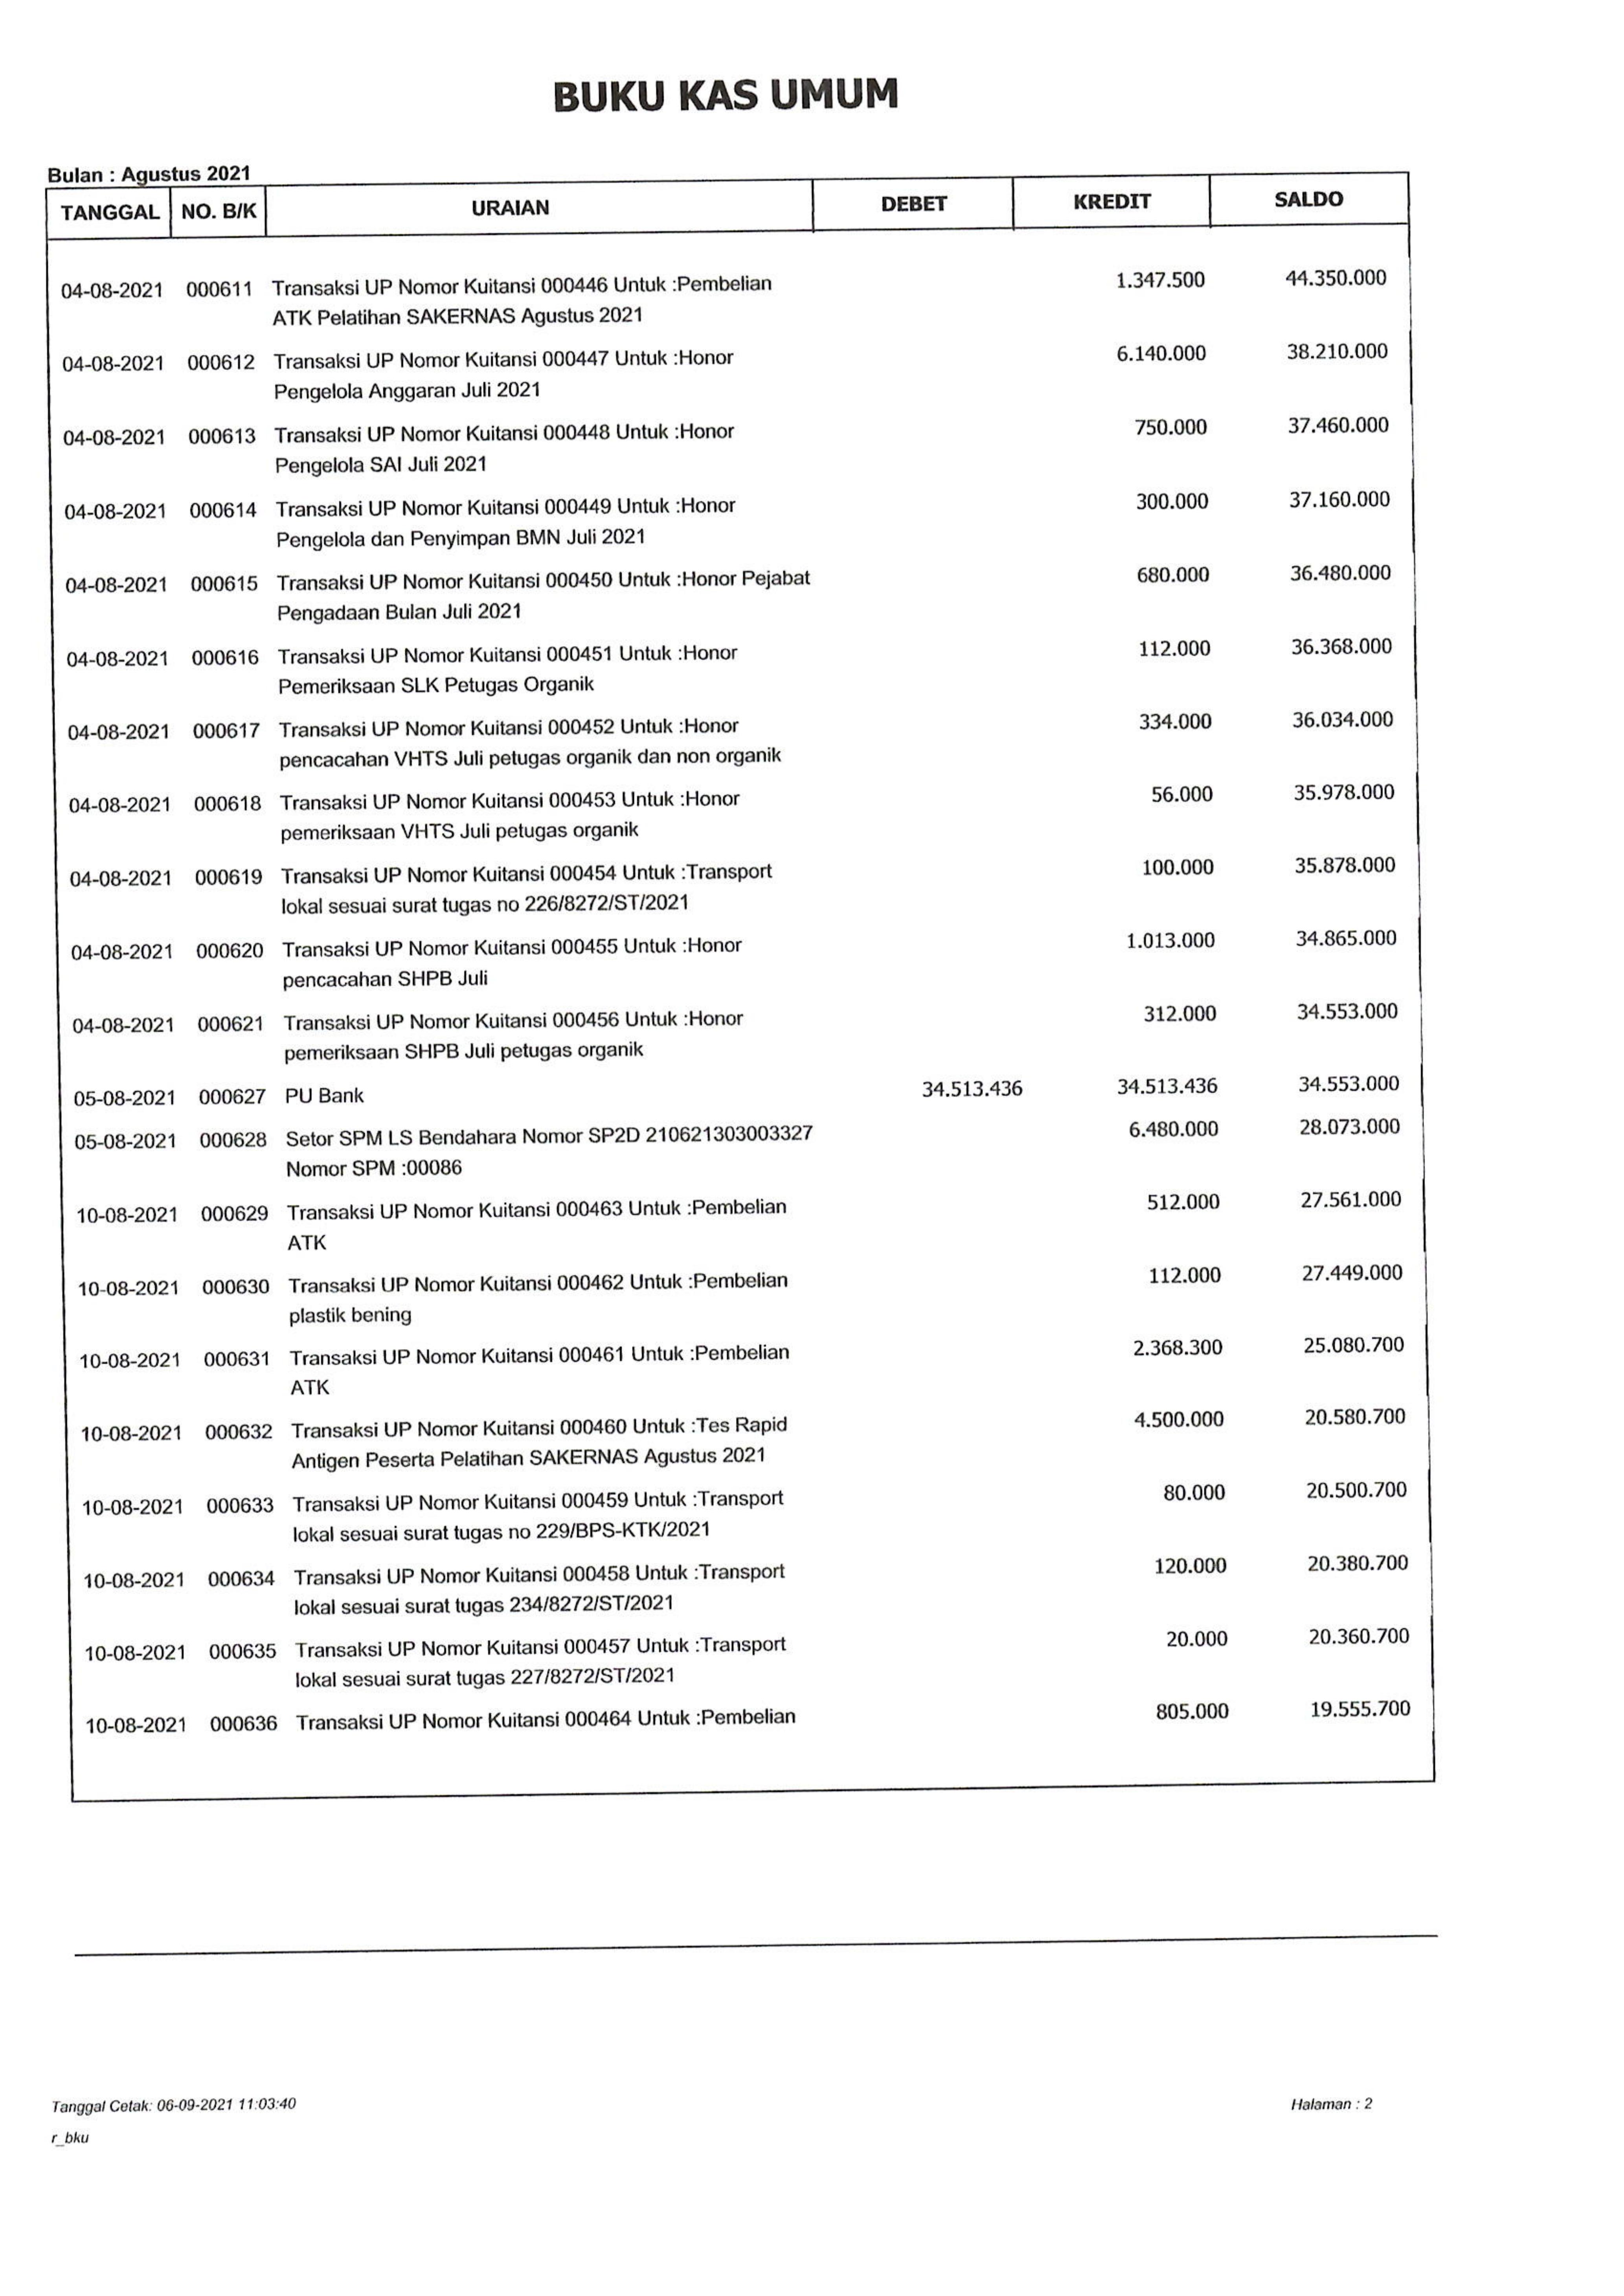 BUKU KAS UMUM
Bulan : Agustus 2021
TANGGAL NO. B/K URAIAN DEBET KREDIT SALDO
04-08-2021 000611 Transaksi UP Nomor Kuitansi 000446 Untuk :Pembelian 1.347.500 44.350.000
ATK Pelatihan SAKERNAS Agustus 2021
04-08-2021 000612 Transaksi UP Nomor Kuitansi 000447 Untuk :Honor 6.140.000 38.210.000
Pengelola Anggaran Juli 2021
04-08-2021 000613 Transaksi UP Nomor Kuitansi 000448 Untuk :Honor 750.000 37.460.000
Pengelola SAI Juli 2021
04-08-2021 000614 Transaksi UP Nomor Kuitansi 000449 Untuk :Honor 300.000 37.160.000
Pengelola dan Penyimpan BMN Juli 2021
04-08-2021 000615 Transaksi UP Nomor Kuitansi 000450 Untuk :Honor Pejabat 680.000 36.480.000
Pengadaan Bulan Juli 2021
04-08-2021 000616 Transaksi UP Nomor Kuitansi 000451 Untuk :Honor 112.000 36.368.000
Pemeriksaan SLK Petugas Organik
04-08-2021 000617 Transaksi UP Nomor Kuitansi 000452 Untuk :Honor 334.000 36.034.000
pencacahan VHTS Juli petugas organik dan non organik
04-08-2021 000618 Transaksi UP Nomor Kuitansi 000453 Untuk :Honor 56.000 35.978.000
pemeriksaan VHTS Juli petugas organik
04-08-2021 000619 Transaksi UP Nomor Kuitansi 000454 Untuk :Transport 100.000 35.878.000
lokal sesuai surat tugas no 226/8272/ST/2021
04-08-2021 000620 Transaksi UP Nomor Kuitansi 000455 Untuk :Honor 1.013.000 34.865.000
pencacahan SHPB Juli
04-08-2021 000621 Transaksi UP Nomor Kuitansi 000456 Untuk :Honor 312.000 34.553.000
pemeriksaan SHPB Juli petugas organik
05-08-2021 000627 PU Bank 34.513.436 34.513.436 34.553.000
05-08-2021 000628 Setor SPM LS Bendahara Nomor SP2D 210621303003327 6.480.000 28.073.000
Nomor SPM :00086
10-08-2021 000629 Transaksi UP Nomor Kuitansi 000463 Untuk :Pembelian 512.000 27.561.000
ATK
10-08-2021 000630 Transaksi UP Nomor Kuitansi 000462 Untuk :Pembelian 112.000 27.449.000
plastik bening
10-08-2021 000631 Transaksi UP Nomor Kuitansi 000461 Untuk :Pembelian 2.368.300 25.080.700
ATK
10-08-2021 000632 Transaksi UP Nomor Kuitansi 000460 Untuk :Tes Rapid 4.500.000 20.580.700
Antigen Peserta Pelatihan SAKERNAS Agustus 2021
10-08-2021 000633 Transaksi UP Nomor Kuitansi 000459 Untuk :Transport 80.000 20.500.700
lokal sesuai surat tugas no 229/BPS-KTK/2021
10-08-2021 000634 Transaksi UP Nomor Kuitansi 000458 Untuk :Transport 120.000 20.380.700
lokal sesuai surat tugas 234/8272/ST/2021
10-08-2021 000635 Transaksi UP Nomor Kuitansi 000457 Untuk :Transport 20.000 20.360.700
lokal sesuai surat tugas 227/8272/ST/2021
10-08-2021 000636 Transaksi UP Nomor Kuitansi 000464 Untuk :Pembelian 805.000 19.555.700
Tanggal Cetak: 06-09-2021 11:03:40 Halaman : 2
r_bku